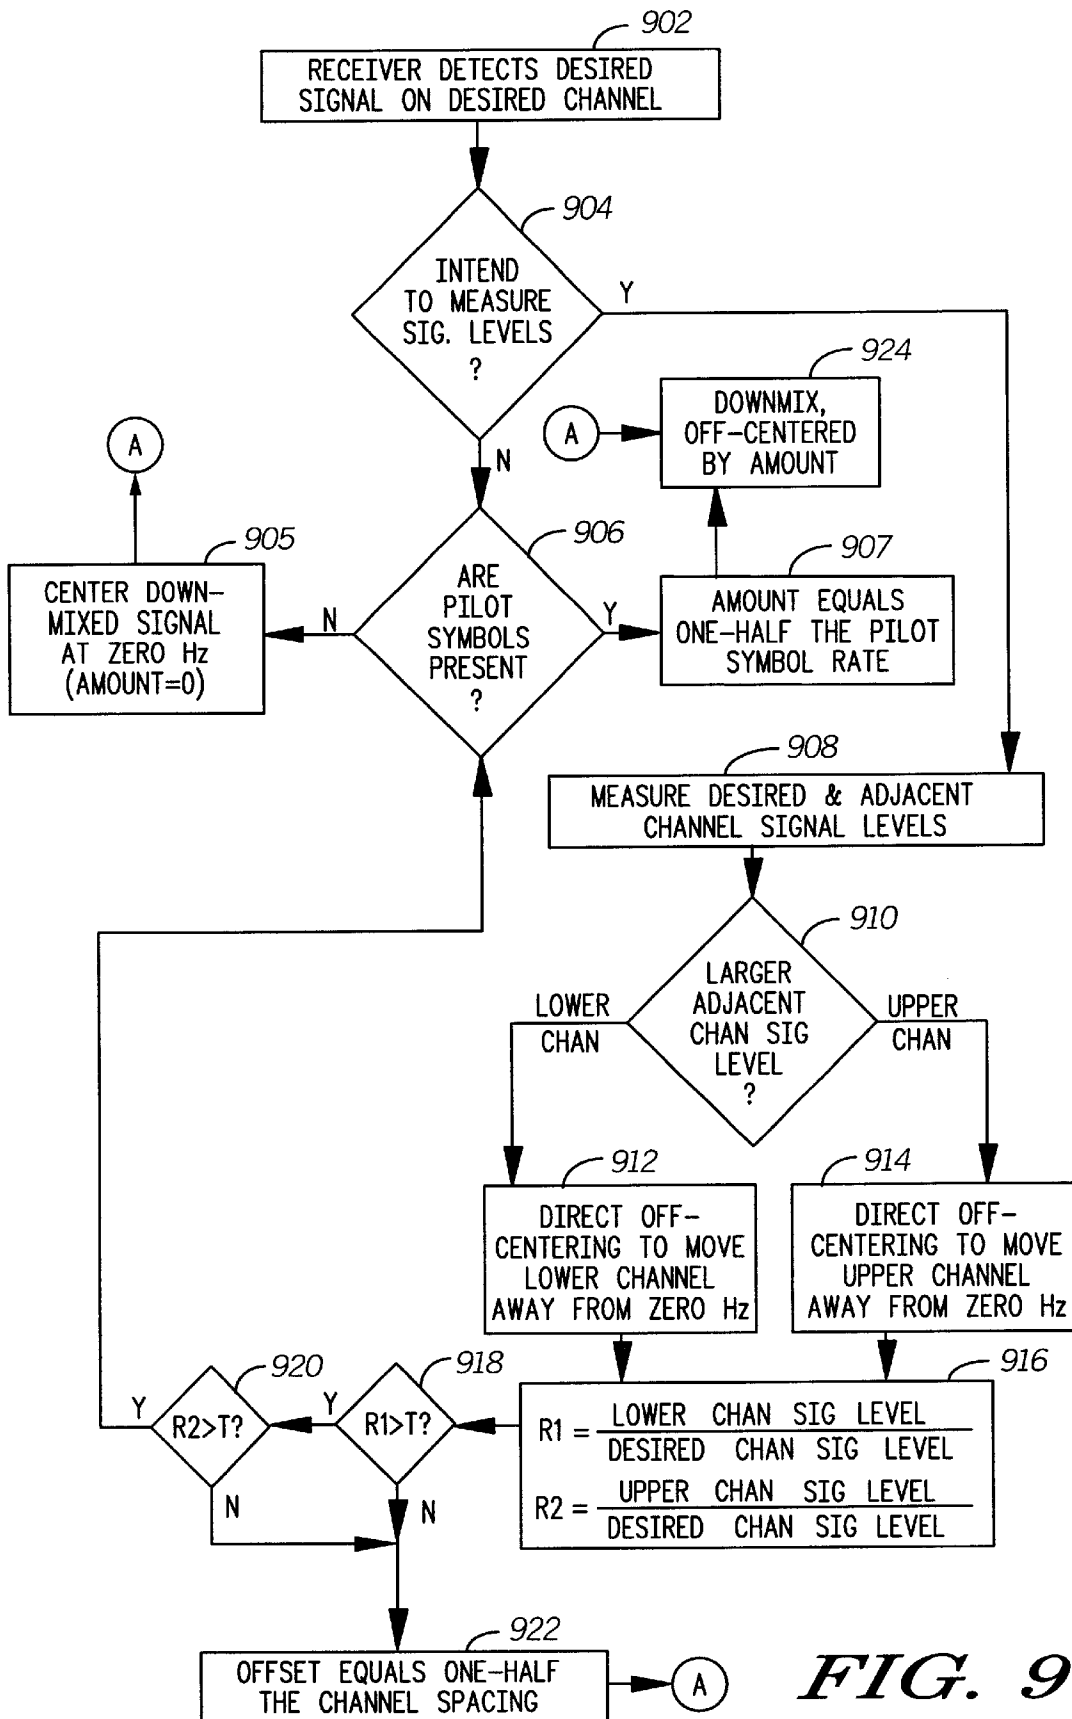 902
RECEIVER DETECTS DESIRED
SIGNAL ON DESIRED CHANNEL
904
INTEND
TO MEASURE
SIG. LEVELS
?
Y
N
924
DOWNMIX,
OFF-CENTERED
BY AMOUNT
A
A
905
CENTER DOWN-
MIXED SIGNAL
AT ZERO Hz
(AMOUNT=0)
N
906
ARE
PILOT
SYMBOLS
PRESENT
?
Y
907
AMOUNT EQUALS
ONE-HALF THE PILOT
SYMBOL RATE
908
MEASURE DESIRED & ADJACENT
CHANNEL SIGNAL LEVELS
910
LARGER
ADJACENT
CHAN SIG
LEVEL
?
LOWER
CHAN
UPPER
CHAN
912
DIRECT OFF-
CENTERING TO MOVE
LOWER CHANNEL
AWAY FROM ZERO Hz
914
DIRECT OFF-
CENTERING TO MOVE
UPPER CHANNEL
AWAY FROM ZERO Hz
916
R1 = LOWER CHAN SIG LEVEL
DESIRED CHAN SIG LEVEL
R2 = UPPER CHAN SIG LEVEL
DESIRED CHAN SIG LEVEL
918
R1>T?
Y
N
920
R2>T?
Y
N
922
OFFSET EQUALS ONE-HALF
THE CHANNEL SPACING
A
FIG. 9